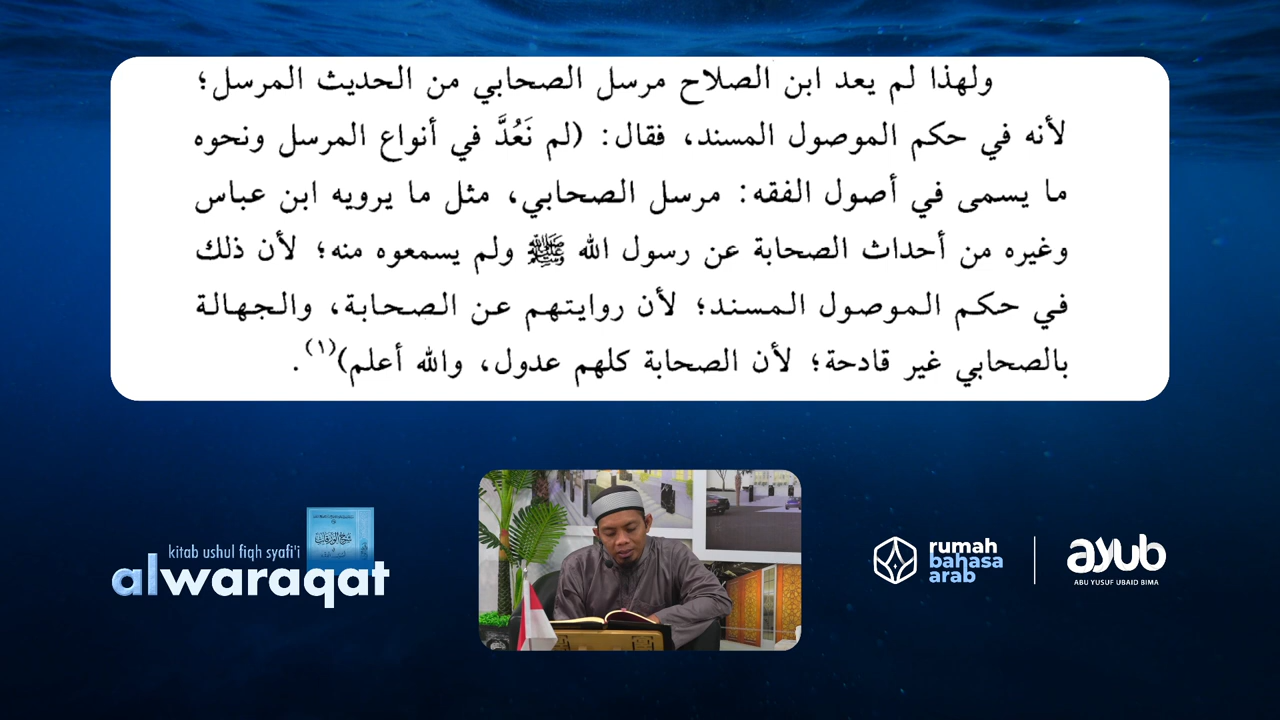 ولهذا لم يعد ابن الصلاح مرسل الصحابي من الحديث المرسل؛
لأنه في حكم الموصول المسند، فقال: (لم نَعُدَّ في أنواع المرسل ونحوه
ما يسمى في أصول الفقه: مرسل الصحابي، مثل ما يرويه ابن عباس
وغيره من أحداث الصحابة عن رسول الله ﷺ ولم يسمعوه منه؛ لأن ذلك
في حكم الموصول المسند؛ لأن روايتهم عن الصحابة، والجهالة
بالصحابي غير قادحة؛ لأن الصحابة كلهم عدول، والله أعلم)(١).
kitab ushul fiqh syafi'i
alwaraqat
شرح الورقات
rumah
bahasa
arab
ayub
ABU YUSUF UBAID BIMA